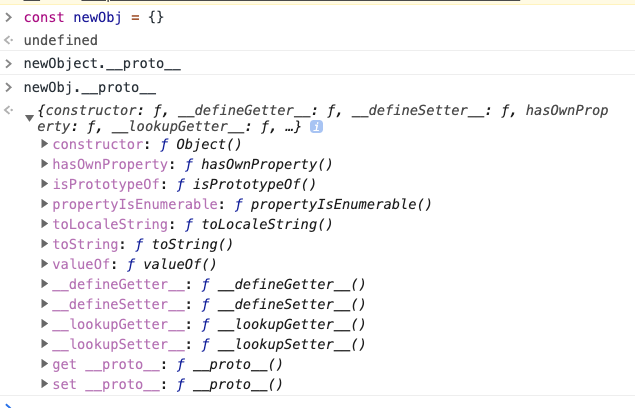 > const newObj = {}
<· undefined
> newObject.__proto__
> newObj.__proto__
<· ▼ {constructor: ƒ, __defineGetter__: ƒ, __defineSetter__: ƒ, hasOwnProp
erty: ƒ, __lookupGetter__: ƒ, …} i
▶ constructor: ƒ Object()
▶ hasOwnProperty: ƒ hasOwnProperty()
▶ isPrototypeOf: ƒ isPrototypeOf()
▶ propertyIsEnumerable: ƒ propertyIsEnumerable()
▶ toLocaleString: ƒ toLocaleString()
▶ toString: ƒ toString()
▶ valueOf: ƒ valueOf()
▶ __defineGetter__: ƒ __defineGetter__()
▶ __defineSetter__: ƒ __defineSetter__()
▶ __lookupGetter__: ƒ __lookupGetter__()
▶ __lookupSetter__: ƒ __lookupSetter__()
▶ get __proto__: ƒ __proto__()
▶ set __proto__: ƒ __proto__()